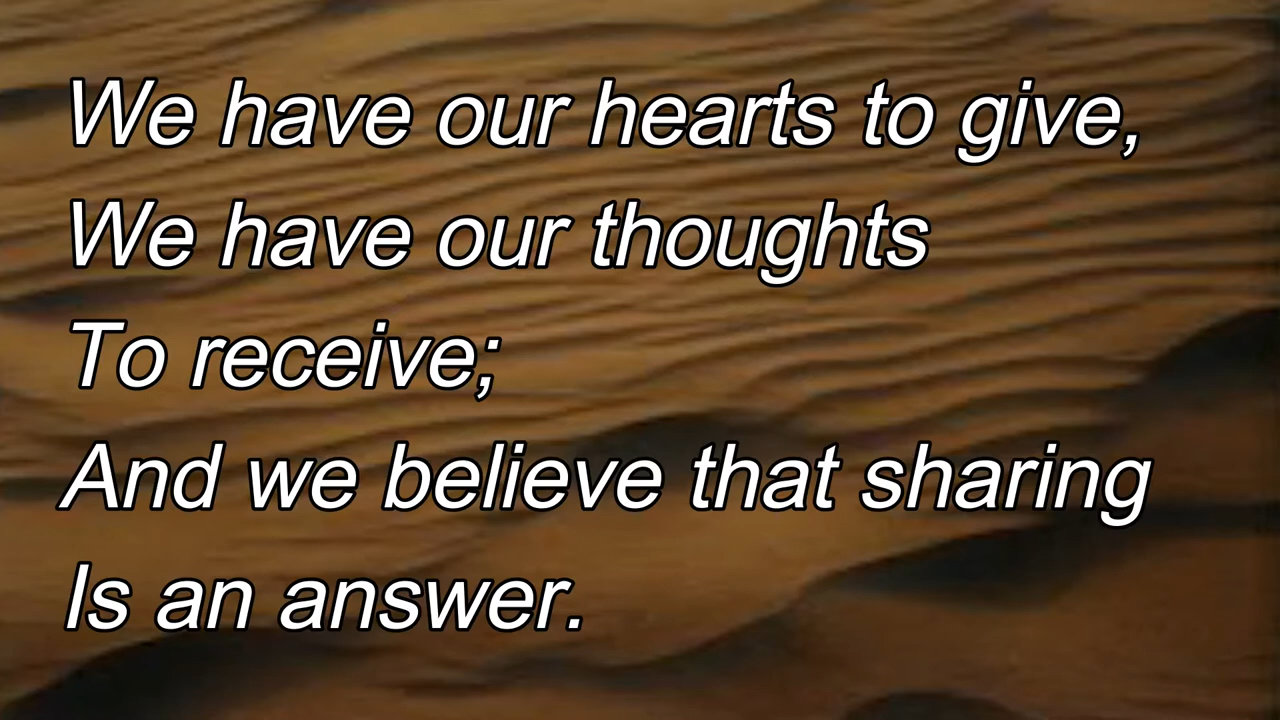 We have our hearts to give,
We have our thoughts
To receive;
And we believe that sharing
Is an answer.